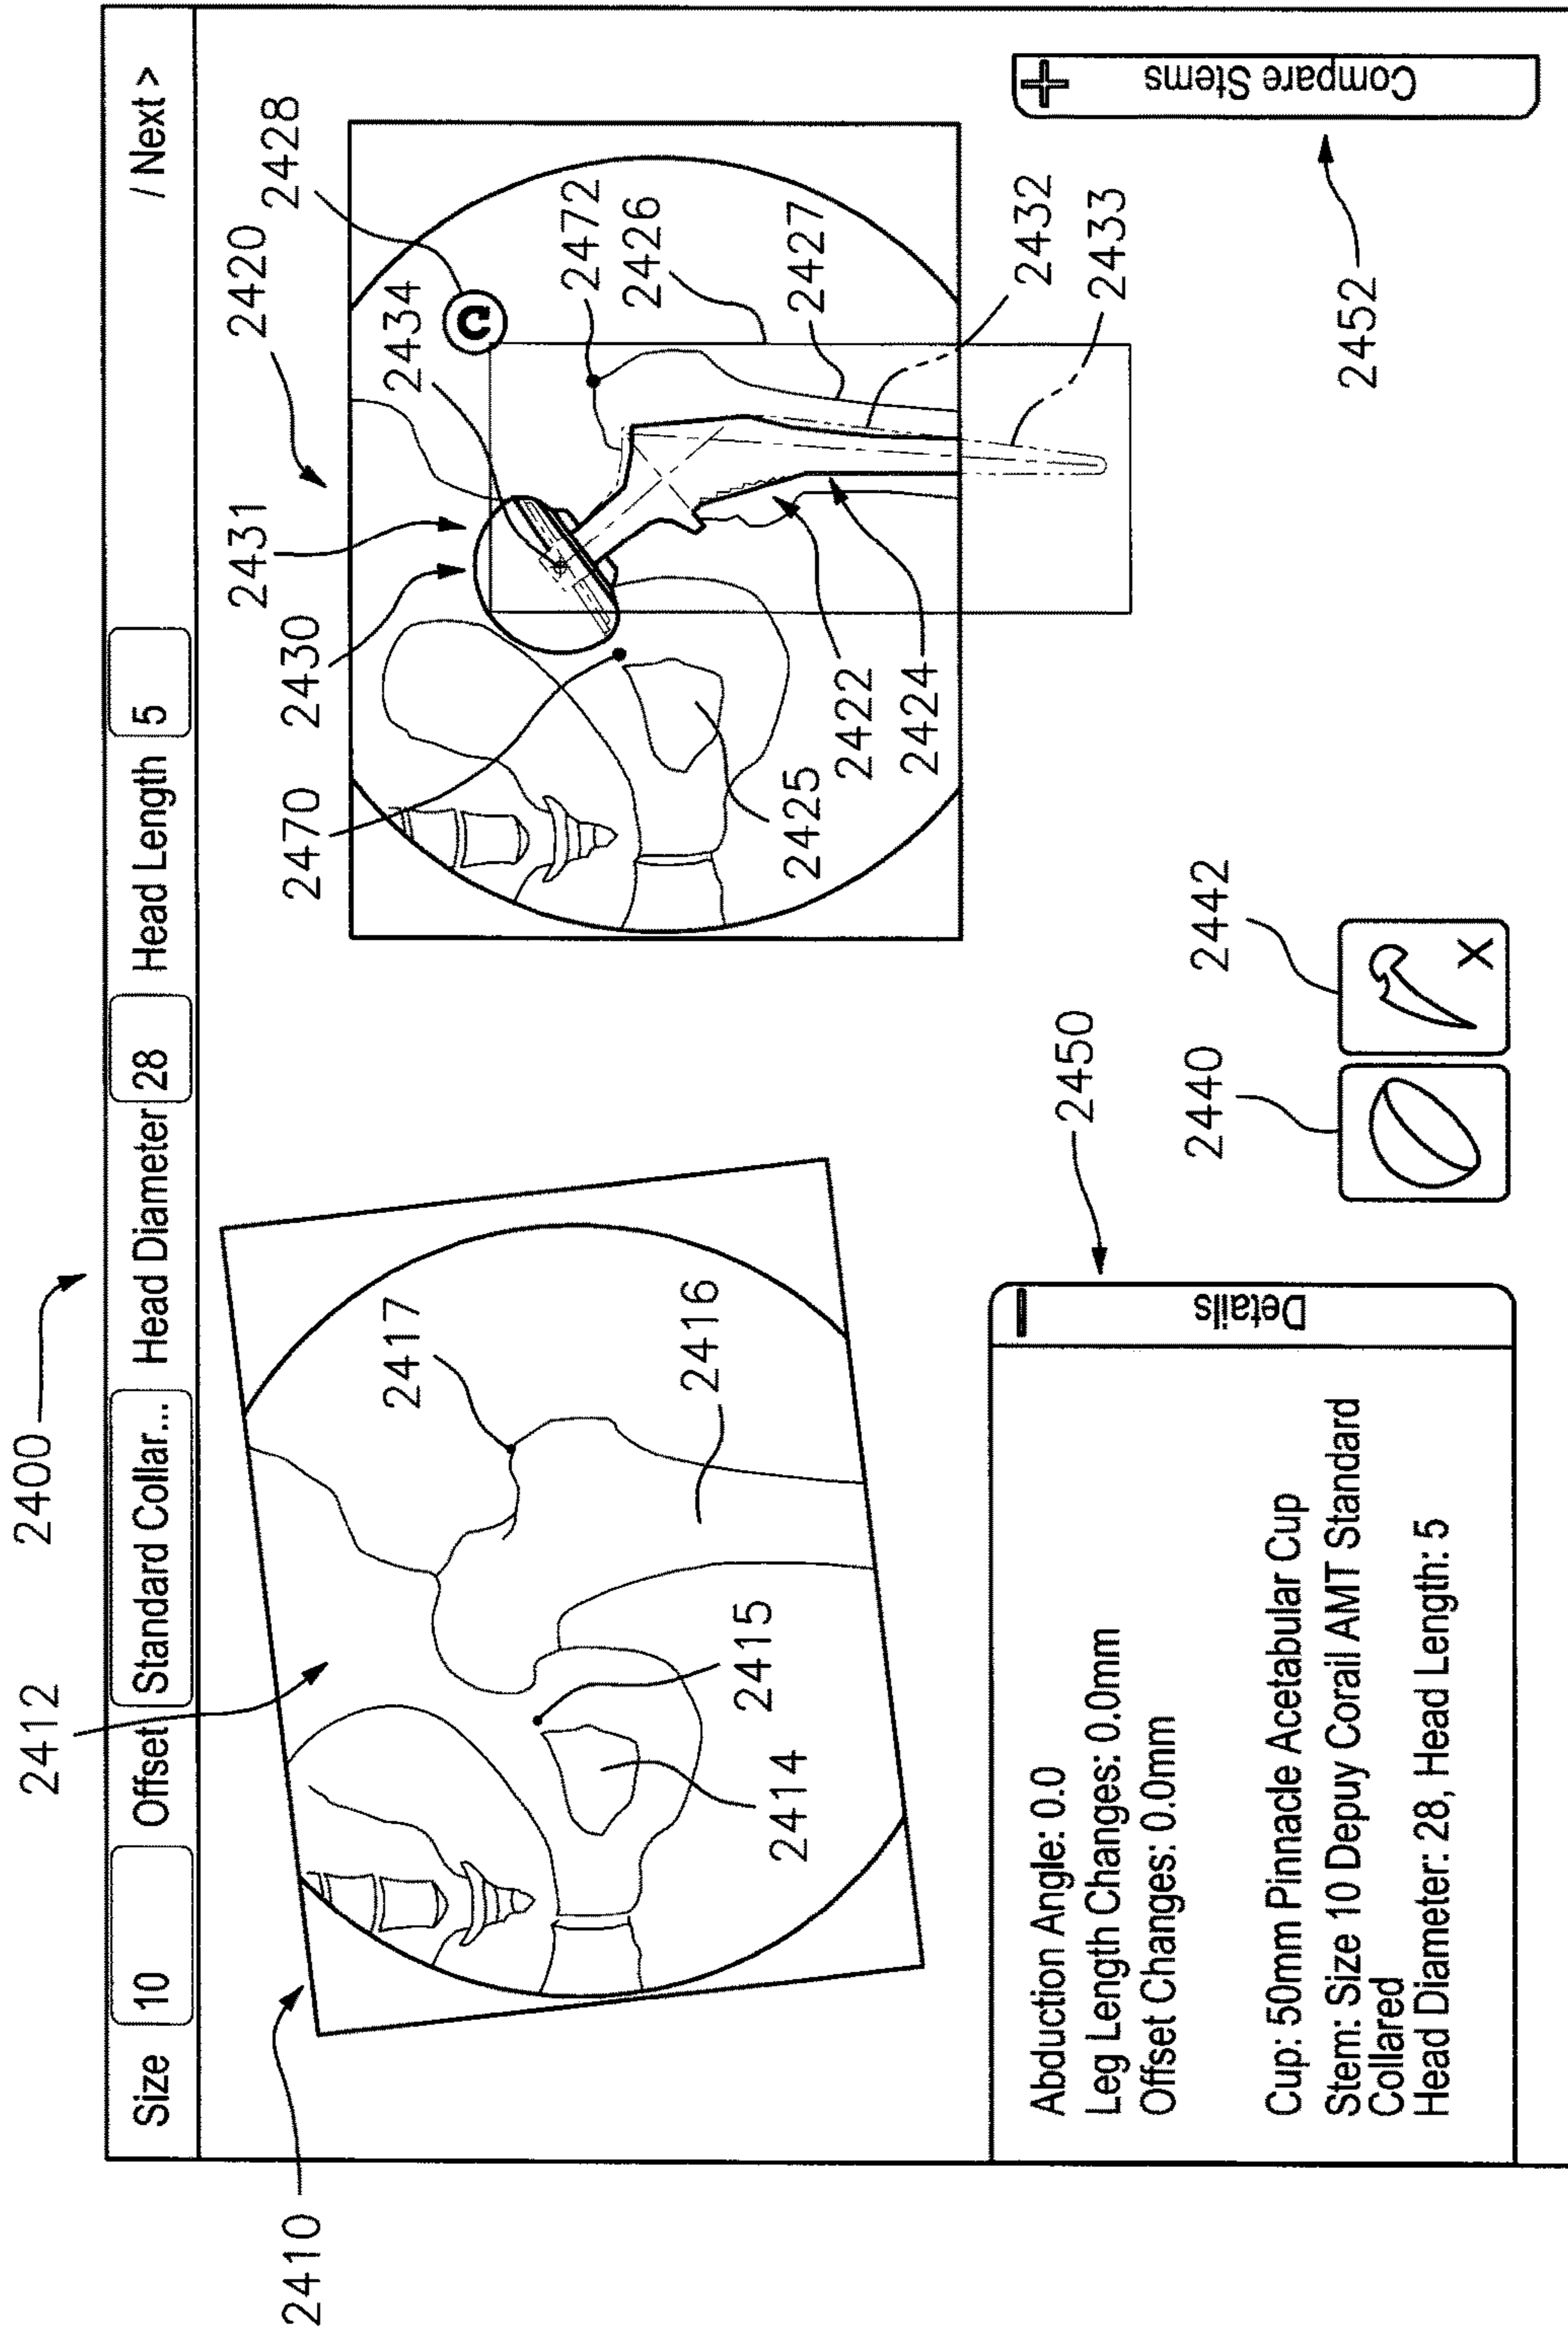 2400
Size 10 Offset Standard Collar... Head Diameter 28 Head Length 5 / Next >
2410
2412
2417
2416
2415
2414
2420
2428
2431
2434
2430
2472
2426
2427
2470
2432
2433
2422
2424
2425
2450
Details
Abduction Angle: 0.0
Leg Length Changes: 0.0mm
Offset Changes: 0.0mm
Cup: 50mm Pinnacle Acetabular Cup
Stem: Size 10 Depuy Corail AMT Standard
Collared
Head Diameter: 28, Head Length: 5
2440
2442
X
2452
+
Compare Stems